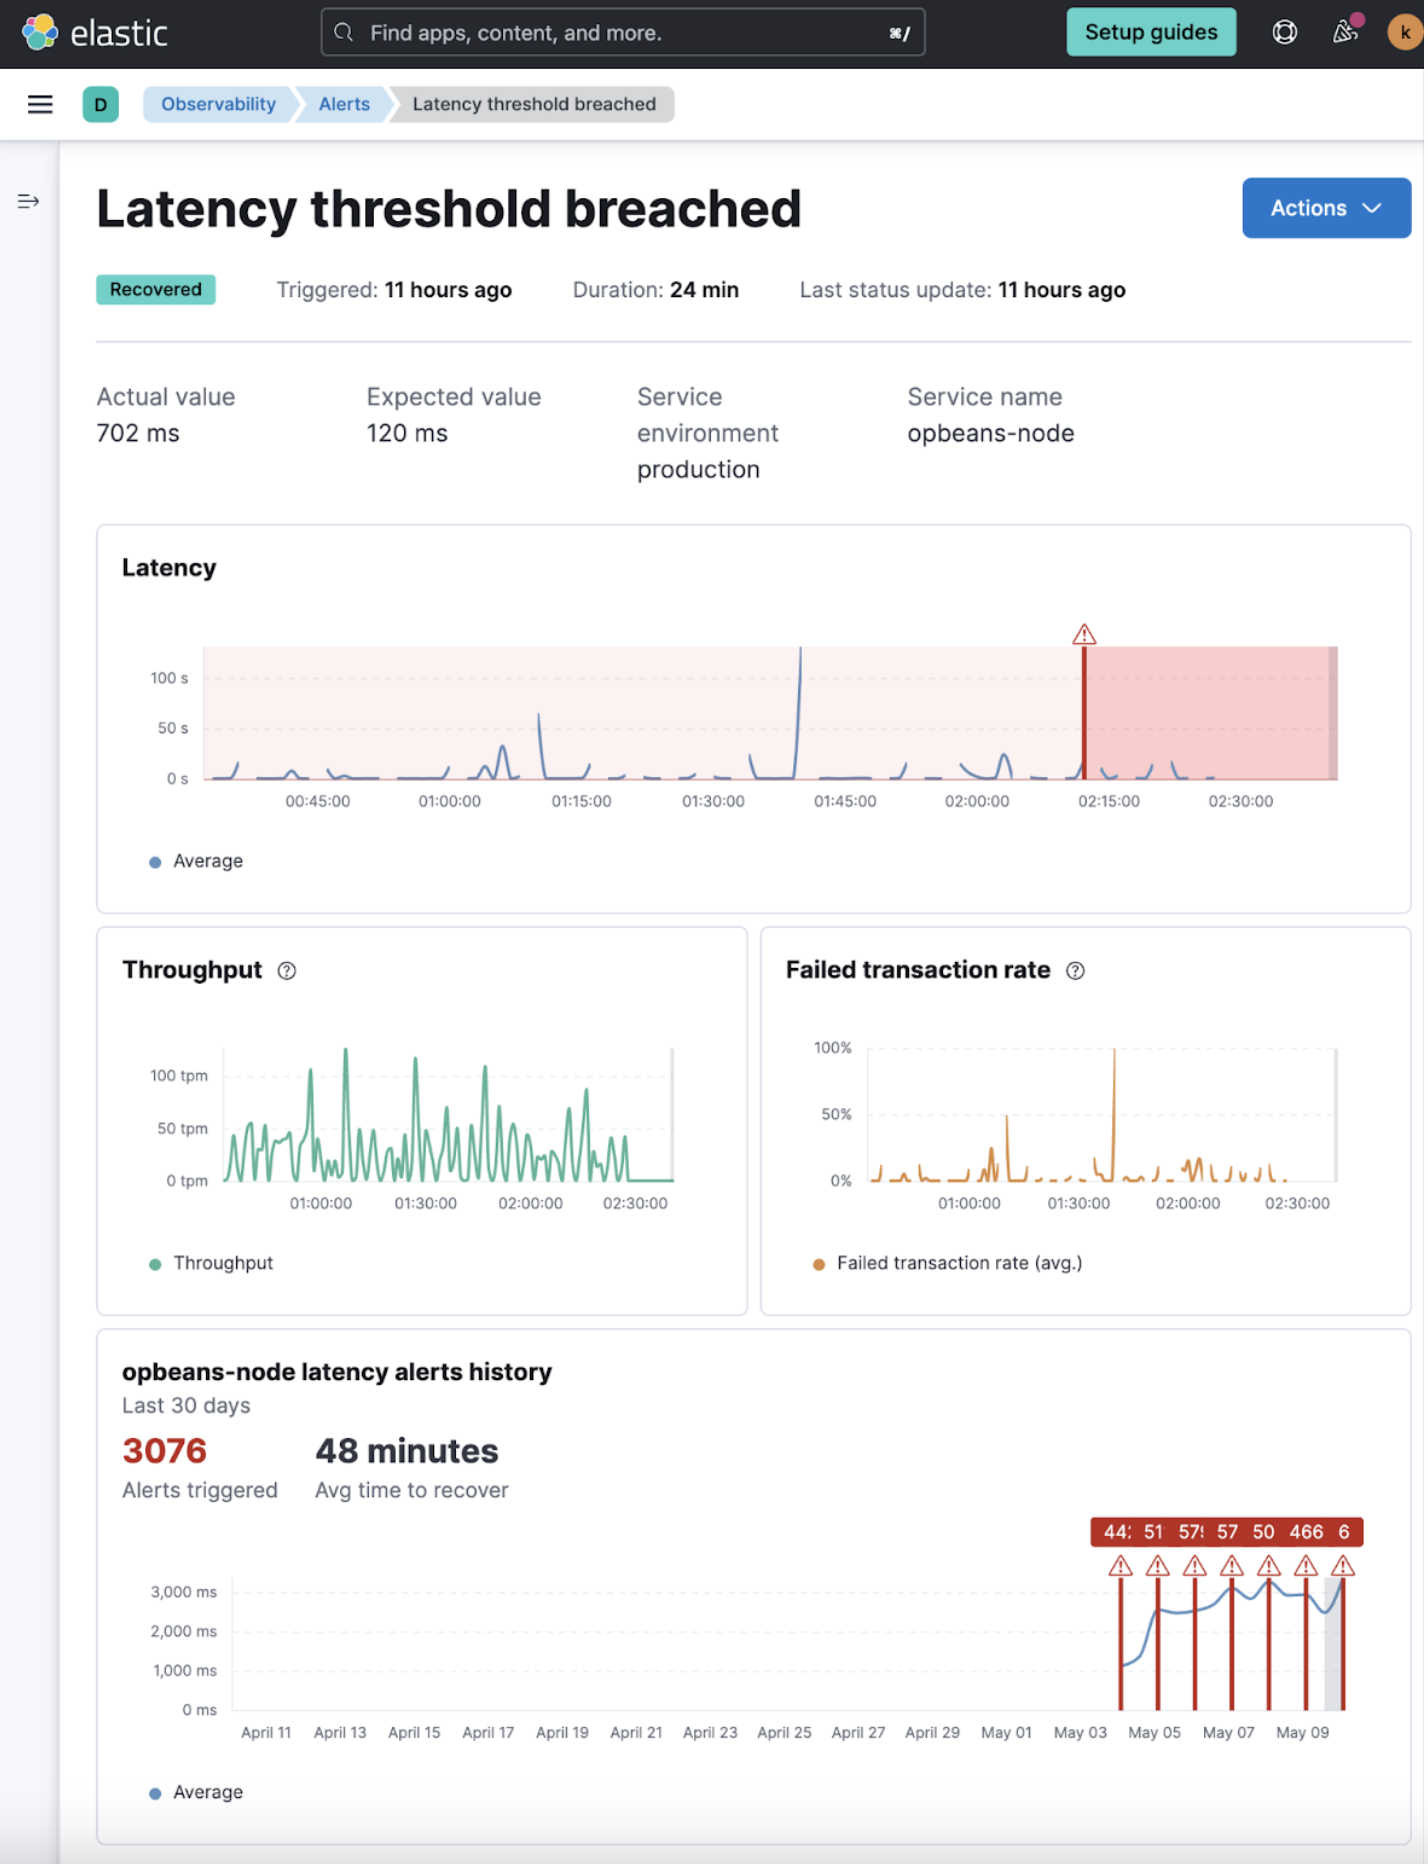 elastic
Find apps, content, and more.
⌘/
Setup guides
k
D
Observability
Alerts
Latency threshold breached
Latency threshold breached
Actions
Recovered
Triggered: 11 hours ago
Duration: 24 min
Last status update: 11 hours ago
Actual value
702 ms
Expected value
120 ms
Service
environment
production
Service name
opbeans-node
Latency
100 s
50 s
0 s
00:45:00
01:00:00
01:15:00
01:30:00
01:45:00
02:00:00
02:15:00
02:30:00
Average
Throughput
100 tpm
50 tpm
0 tpm
01:00:00
01:30:00
02:00:00
02:30:00
Throughput
Failed transaction rate
100%
50%
0%
01:00:00
01:30:00
02:00:00
02:30:00
Failed transaction rate (avg.)
opbeans-node latency alerts history
Last 30 days
3076
Alerts triggered
48 minutes
Avg time to recover
466
6
3,000 ms
2,000 ms
1,000 ms
0 ms
April 11
April 13
April 15
April 17
April 19
April 21
April 23
April 25
April 27
April 29
May 01
May 03
May 05
May 07
May 09
Average